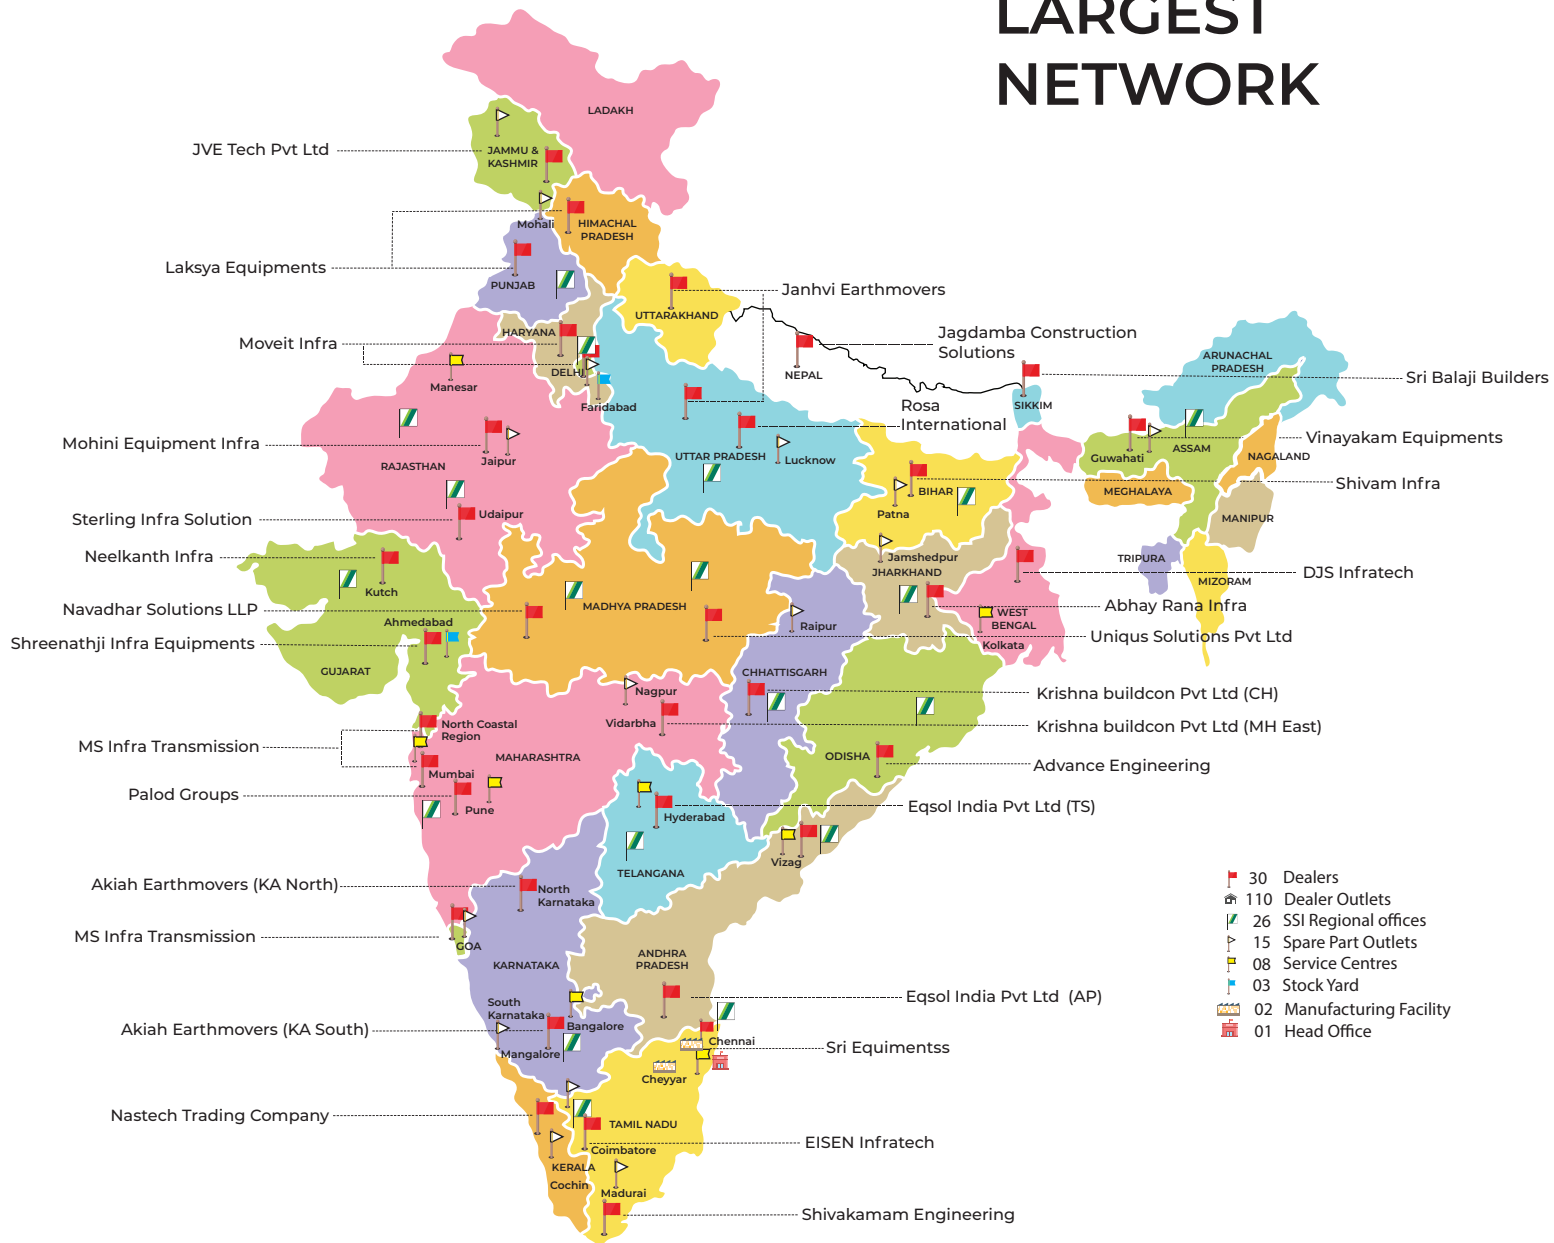 LARGEST
NETWORK
LADAKH
JVE Tech Pvt Ltd
JAMMU &
KASHMIR
Mohali
HIMACHAL
PRADESH
Laksya Equipments
PUNJAB
Janhvi Earthmovers
UTTARAKHAND
HARYANA
Moveit Infra
DELHI
Jagdamba Construction
Solutions
NEPAL
ARUNACHAL
PRADESH
Sri Balaji Builders
Manesar
Faridabad
SIKKIM
Rosa
International
Mohini Equipment Infra
Jaipur
RAJASTHAN
UTTAR PRADESH
Lucknow
Guwahati
ASSAM
Vinayakam Equipments
NAGALAND
Shivam Infra
BIHAR
MEGHALAYA
Patna
MANIPUR
Sterling Infra Solution
Udaipur
Neelkanth Infra
Kutch
Jamshedpur
JHARKHAND
TRIPURA
MIZORAM
DJS Infratech
Navadhar Solutions LLP
MADHYA PRADESH
Abhay Rana Infra
WEST
BENGAL
Kolkata
Ahmedabad
Raipur
Uniqus Solutions Pvt Ltd
Shreenathji Infra Equipments
GUJARAT
CHHATTISGARH
Nagpur
Krishna buildcon Pvt Ltd (CH)
Vidarbha
Krishna buildcon Pvt Ltd (MH East)
North Coastal
Region
MS Infra Transmission
MAHARASHTRA
ODISHA
Advance Engineering
Mumbai
Palod Groups
Pune
Eqsol India Pvt Ltd (TS)
Hyderabad
Vizag
TELANGANA
Akiah Earthmovers (KA North)
North
Karnataka
30 Dealers
110 Dealer Outlets
26 SSI Regional offices
15 Spare Part Outlets
08 Service Centres
03 Stock Yard
02 Manufacturing Facility
01 Head Office
MS Infra Transmission
GOA
KARNATAKA
ANDHRA
PRADESH
South
Karnataka
Eqsol India Pvt Ltd (AP)
Akiah Earthmovers (KA South)
Bangalore
Mangalore
Chennai
Sri Equimentss
Cheyyar
Nastech Trading Company
TAMIL NADU
EISEN Infratech
Coimbatore
KERALA
Cochin
Madurai
Shivakamam Engineering